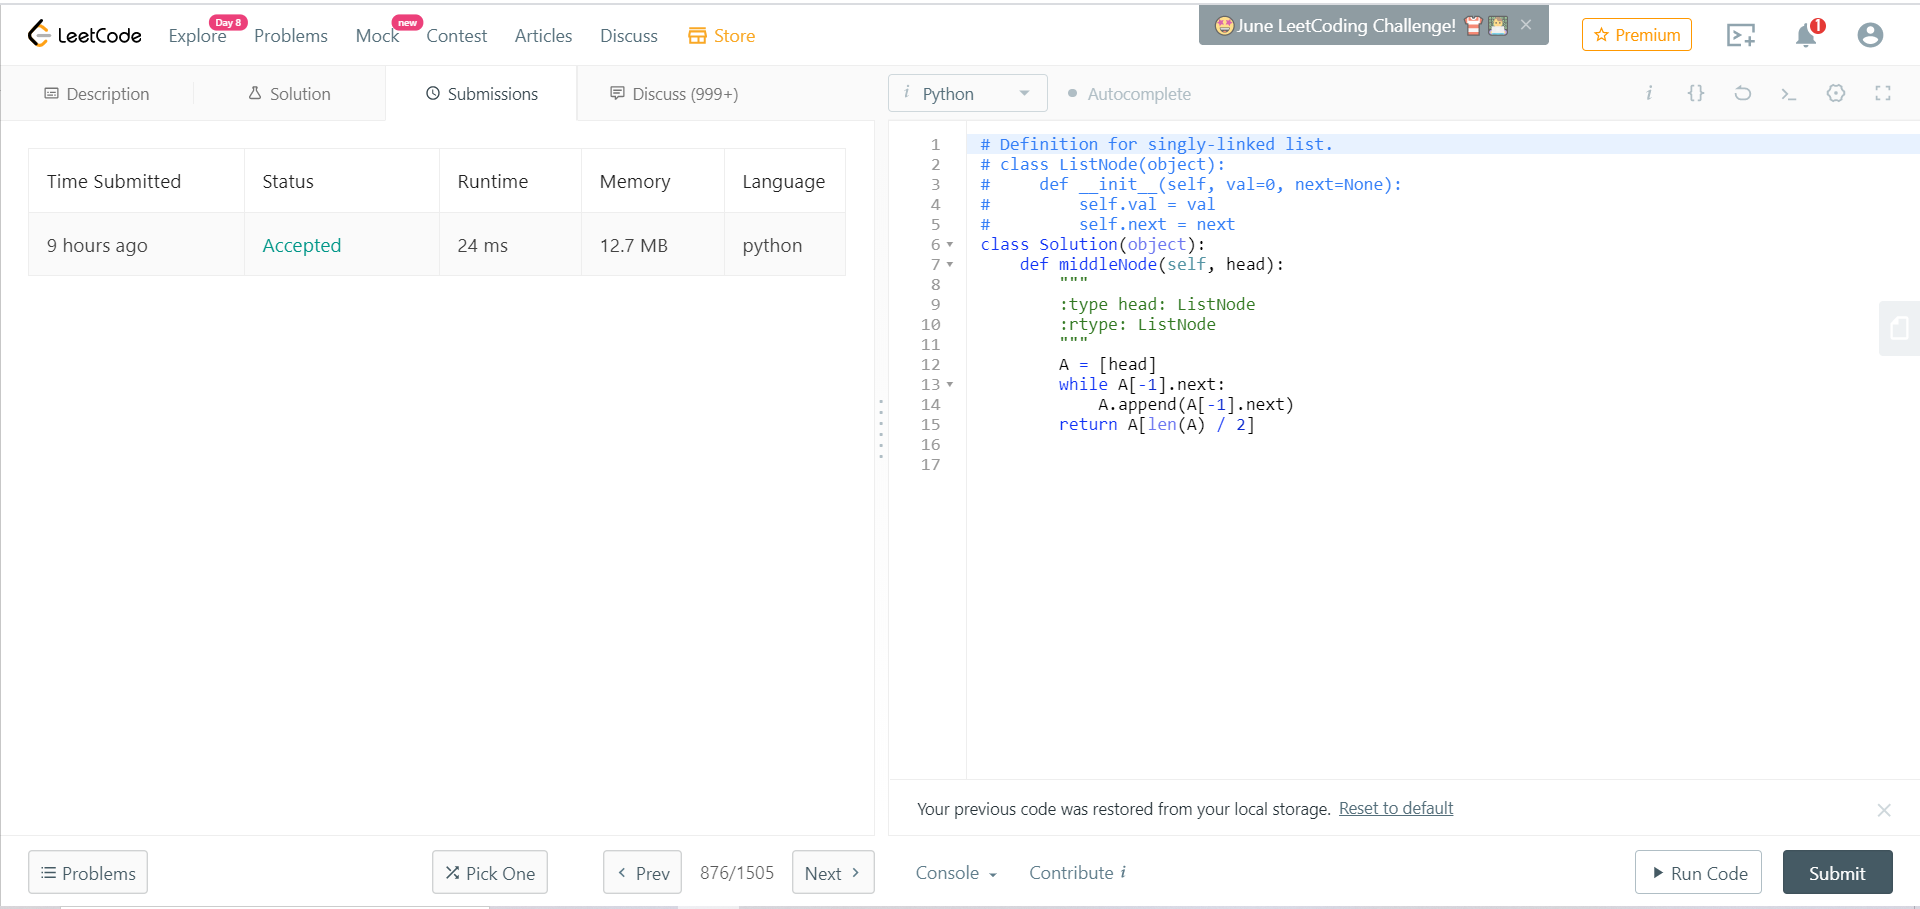 LeetCode
Explore
Day 8
Problems
Mock
new
Contest
Articles
Discuss
Store
June LeetCoding Challenge!
Premium
1
Description
Solution
Submissions
Discuss (999+)
Time Submitted Status Runtime Memory Language
9 hours ago Accepted 24 ms 12.7 MB python
i Python
Autocomplete
i {}
1 # Definition for singly-linked list.
2 # class ListNode(object):
3 #     def __init__(self, val=0, next=None):
4 #         self.val = val
5 #         self.next = next
6 class Solution(object):
7     def middleNode(self, head):
8         """
9         :type head: ListNode
10         :rtype: ListNode
11         """
12         A = [head]
13         while A[-1].next:
14             A.append(A[-1].next)
15         return A[len(A) / 2]
16
17
Your previous code was restored from your local storage. Reset to default
Problems
Pick One
Prev
876/1505
Next
Console
Contribute i
Run Code
Submit